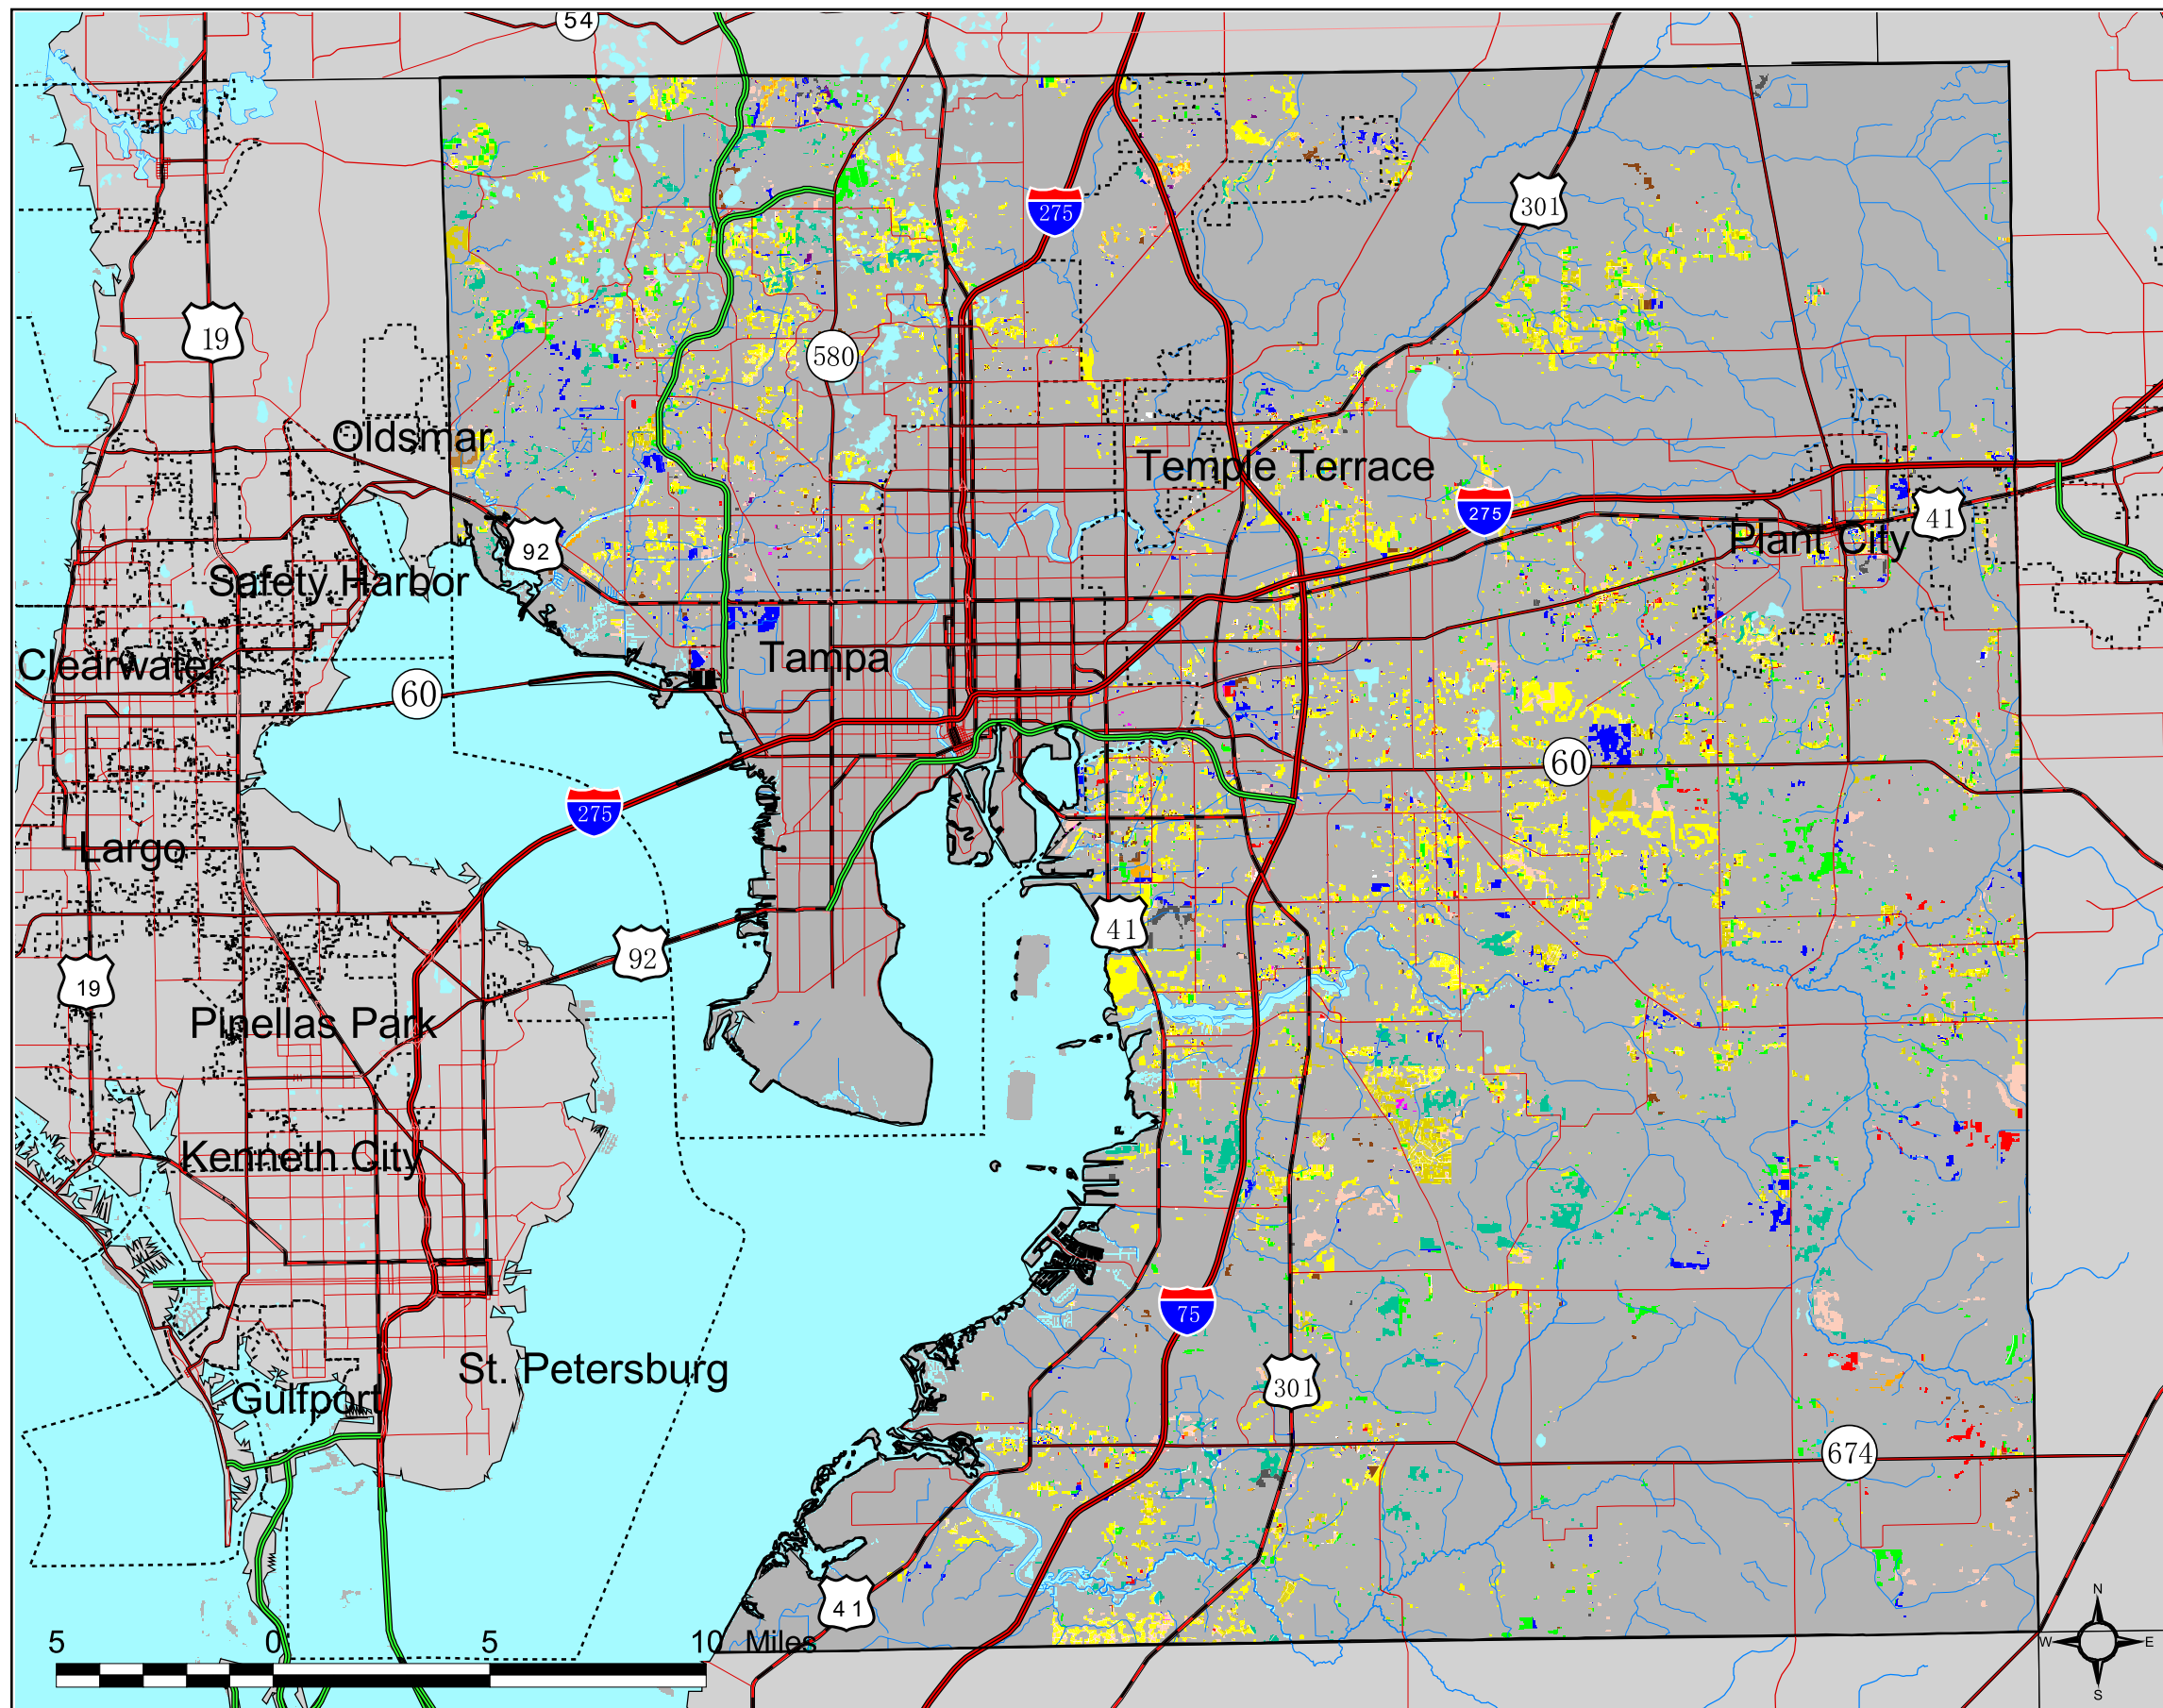 54
275
301
19
580
Oldsmar
Temple Terrace
275
41
92
Plant City
Safety Harbor
Tampa
Clearwater
60
60
275
Largo
41
92
19
Pinellas Park
Kenneth City
75
St. Petersburg
301
Gulfport
674
41
N
W E
S
5 0 5 10 Miles